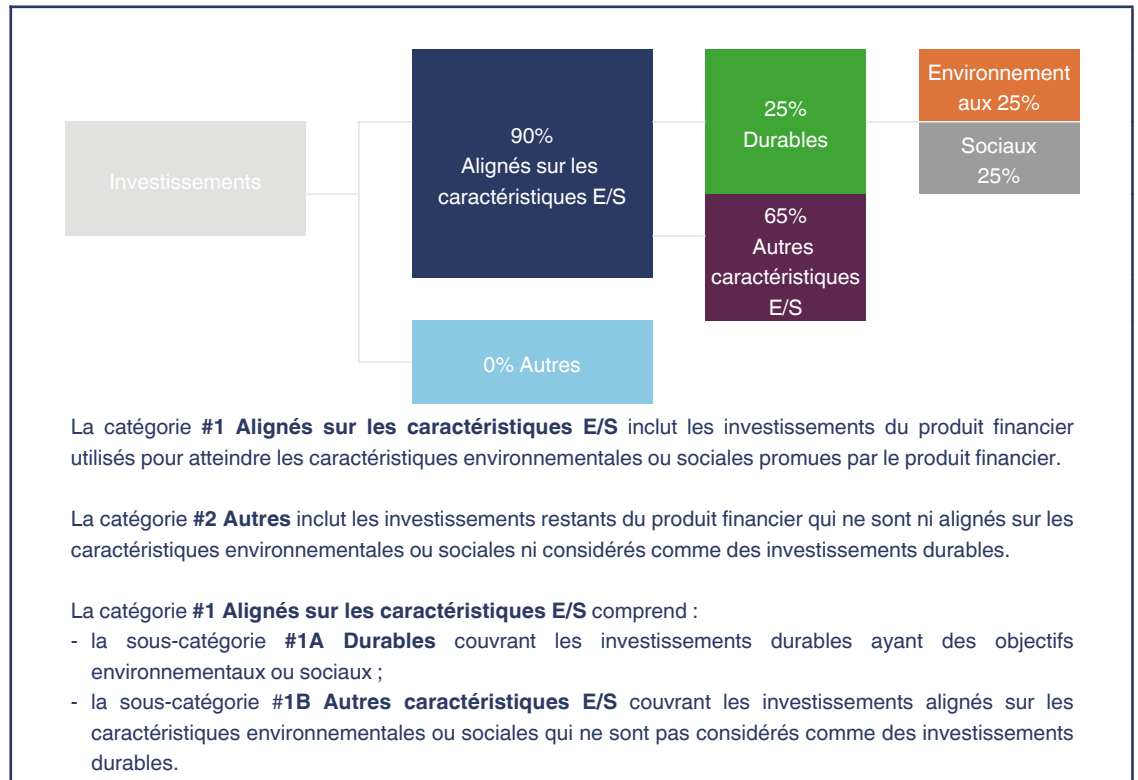 Investissements
90%
Alignés sur les
caractéristiques E/S
0% Autres
25%
Durables
65%
Autres
caractéristiques
E/S
Environnement
aux 25%
Sociaux
25%
La catégorie #1 Alignés sur les caractéristiques E/S inclut les investissements du produit financier
utilisés pour atteindre les caractéristiques environnementales ou sociales promues par le produit financier.
La catégorie #2 Autres inclut les investissements restants du produit financier qui ne sont ni alignés sur les
caractéristiques environnementales ou sociales ni considérés comme des investissements durables.
La catégorie #1 Alignés sur les caractéristiques E/S comprend :
- la sous-catégorie #1A Durables couvrant les investissements durables ayant des objectifs
environnementaux ou sociaux ;
- la sous-catégorie #1B Autres caractéristiques E/S couvrant les investissements alignés sur les
caractéristiques environnementales ou sociales qui ne sont pas considérés comme des investissements
durables.